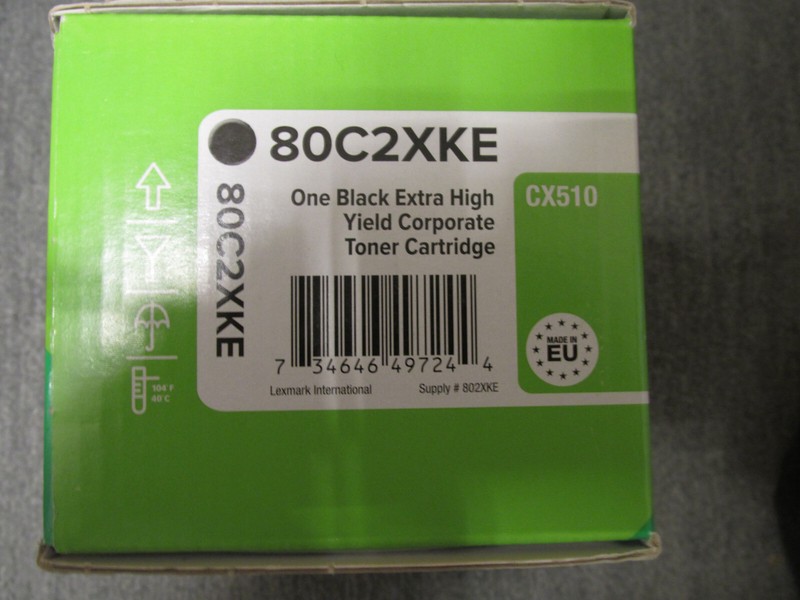 80C2XKE
80C2XKE
One Black Extra High
Yield Corporate
Toner Cartridge
CX510
7 34646 49724 4
Lexmark International
Supply # 802XKE
MADE IN
EU
104°F
40°C